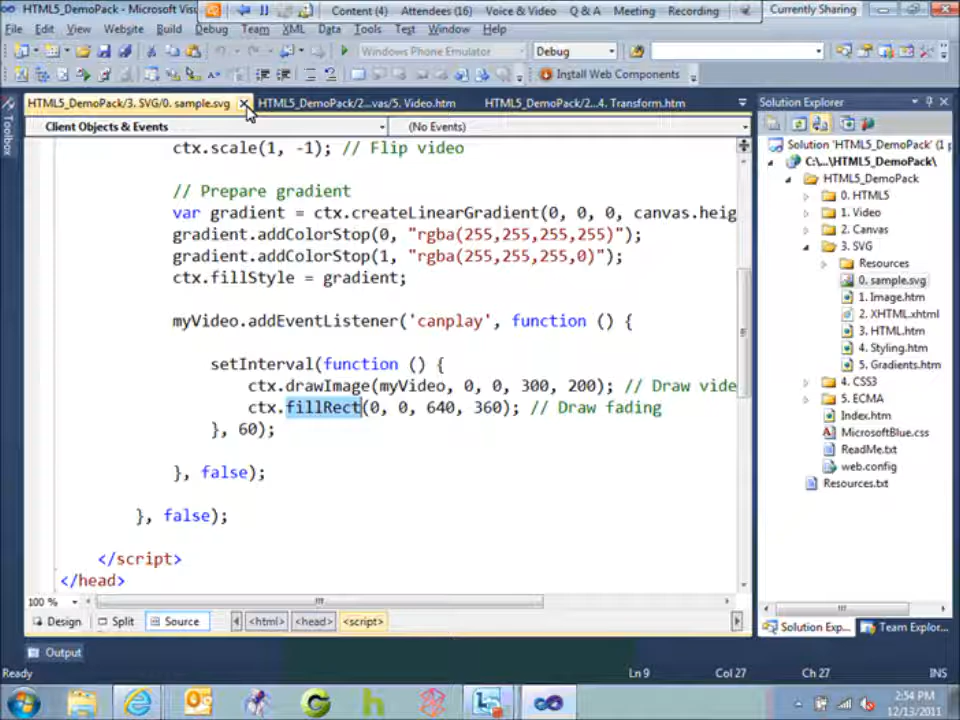 HTML5_DemoPack - Microsoft Visu
Content (4) Attendees (16) Voice & Video Q & A Meeting Recording
Currently Sharing
File Edit View Website Build Debug Team XML Data Tools Test Window Help
Windows Phone Emulator Debug
Install Web Components
HTML5_DemoPack/3. SVG/0. sample.svg HTML5_DemoPack/2...vas/5. Video.htm HTML5_DemoPack/2...4. Transform.htm
Client Objects & Events (No Events)
Toolbox
ctx.scale(1, -1); // Flip video
// Prepare gradient
var gradient = ctx.createLinearGradient(0, 0, 0, canvas.heig
gradient.addColorStop(0, "rgba(255,255,255,255)");
gradient.addColorStop(1, "rgba(255,255,255,0)");
ctx.fillStyle = gradient;
myVideo.addEventListener('canplay', function () {
setInterval(function () {
ctx.drawImage(myVideo, 0, 0, 300, 200); // Draw vide
ctx.fillRect(0, 0, 640, 360); // Draw fading
}, 60);
}, false);
}, false);
</script>
</head>
100 %
Design Split Source <html> <head> <script>
Solution Explorer
Solution 'HTML5_DemoPack' (1 p
C:\...\HTML5_DemoPack\
HTML5_DemoPack
0. HTML5
1. Video
2. Canvas
3. SVG
Resources
0. sample.svg
1. Image.htm
2. XHTML.xhtml
3. HTML.htm
4. Styling.htm
5. Gradients.htm
4. CSS3
5. ECMA
Index.htm
MicrosoftBlue.css
ReadMe.txt
web.config
Resources.txt
Solution Exp... Team Explor...
Output
Ready Ln 9 Col 27 Ch 27 INS
2:54 PM
12/13/2011